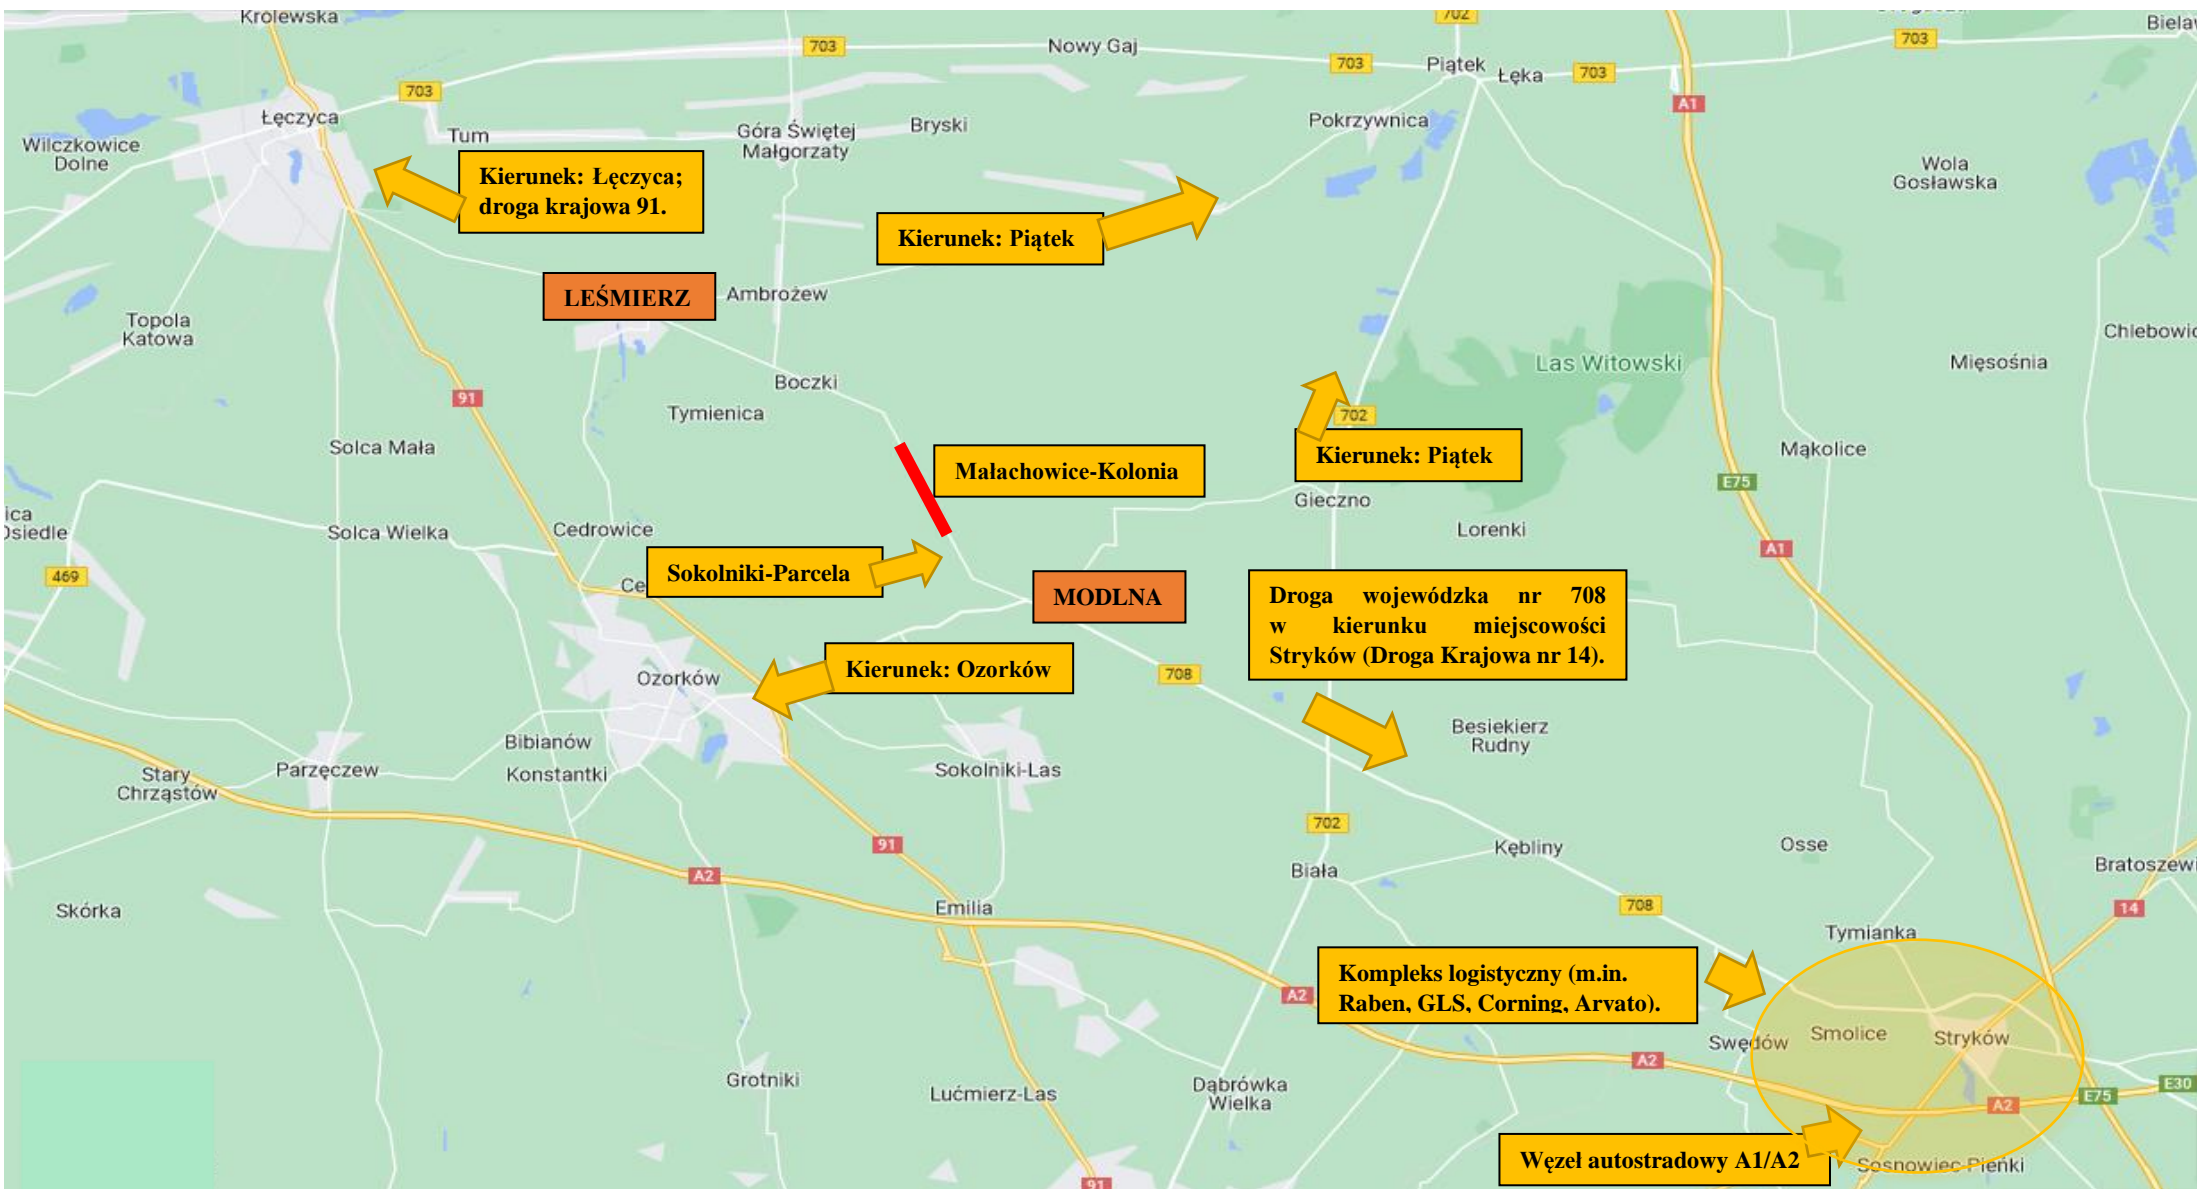 Królewska
702
Biela
703
Nowy Gaj
703
703
Piątek
Łęka
703
703
A1
Łęczyca
Tum
Góra Świętej
Małgorzaty
Bryski
Pokrzywnica
Wilczkowice
Dolne
Wola
Gosławska
Kierunek: Łęczyca;
droga krajowa 91.
Kierunek: Piątek
LEŚMIERZ
Ambrożew
Topola
Katowa
Chlebowic
Las Witowski
Mięsośnia
Boczki
91
Tymienica
702
Solca Mała
Małachowice-Kolonia
Kierunek: Piątek
Mąkolice
E75
Gieczno
ica
Osiedle
Solca Wielka
Cedrowice
Lorenki
A1
469
Ce
Sokolniki-Parcela
MODLNA
Droga wojewódzka nr 708
w kierunku miejscowości
Stryków (Droga Krajowa nr 14).
Kierunek: Ozorków
Ozorków
708
Besiekierz
Rudny
Bibianów
Parzęczew
Konstantki
Sokolniki-Las
Stary
Chrząstów
702
91
Kębliny
Osse
Biała
Bratoszewi
A2
Skórka
Emilia
708
14
Tymianka
Kompleks logistyczny (m.in.
Raben, GLS, Corning, Arvato).
A2
Swędów
Smolice
Stryków
A2
Grotniki
Lućmierz-Las
Dąbrówka
Wielka
E30
E75
A2
Węzeł autostradowy A1/A2
Sosnowiec-Pieńki
91